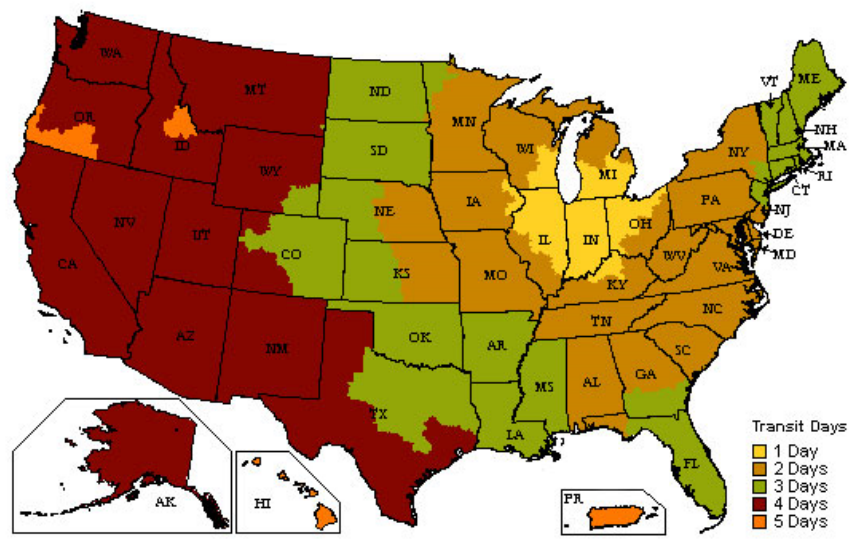 WA
MT
ND
MN
VT
ME
OR
ID
SD
WI
MI
NY
NH
MA
WY
RI
CT
NE
IA
PA
NJ
NV
UT
CO
IL
IN
OH
DE
MD
CA
KS
MO
WV
VA
KY
AZ
NM
OK
AR
TN
NC
SC
TX
LA
MS
AL
GA
FL
AK
HI
PR
Transit Days
1 Day
2 Days
3 Days
4 Days
5 Days